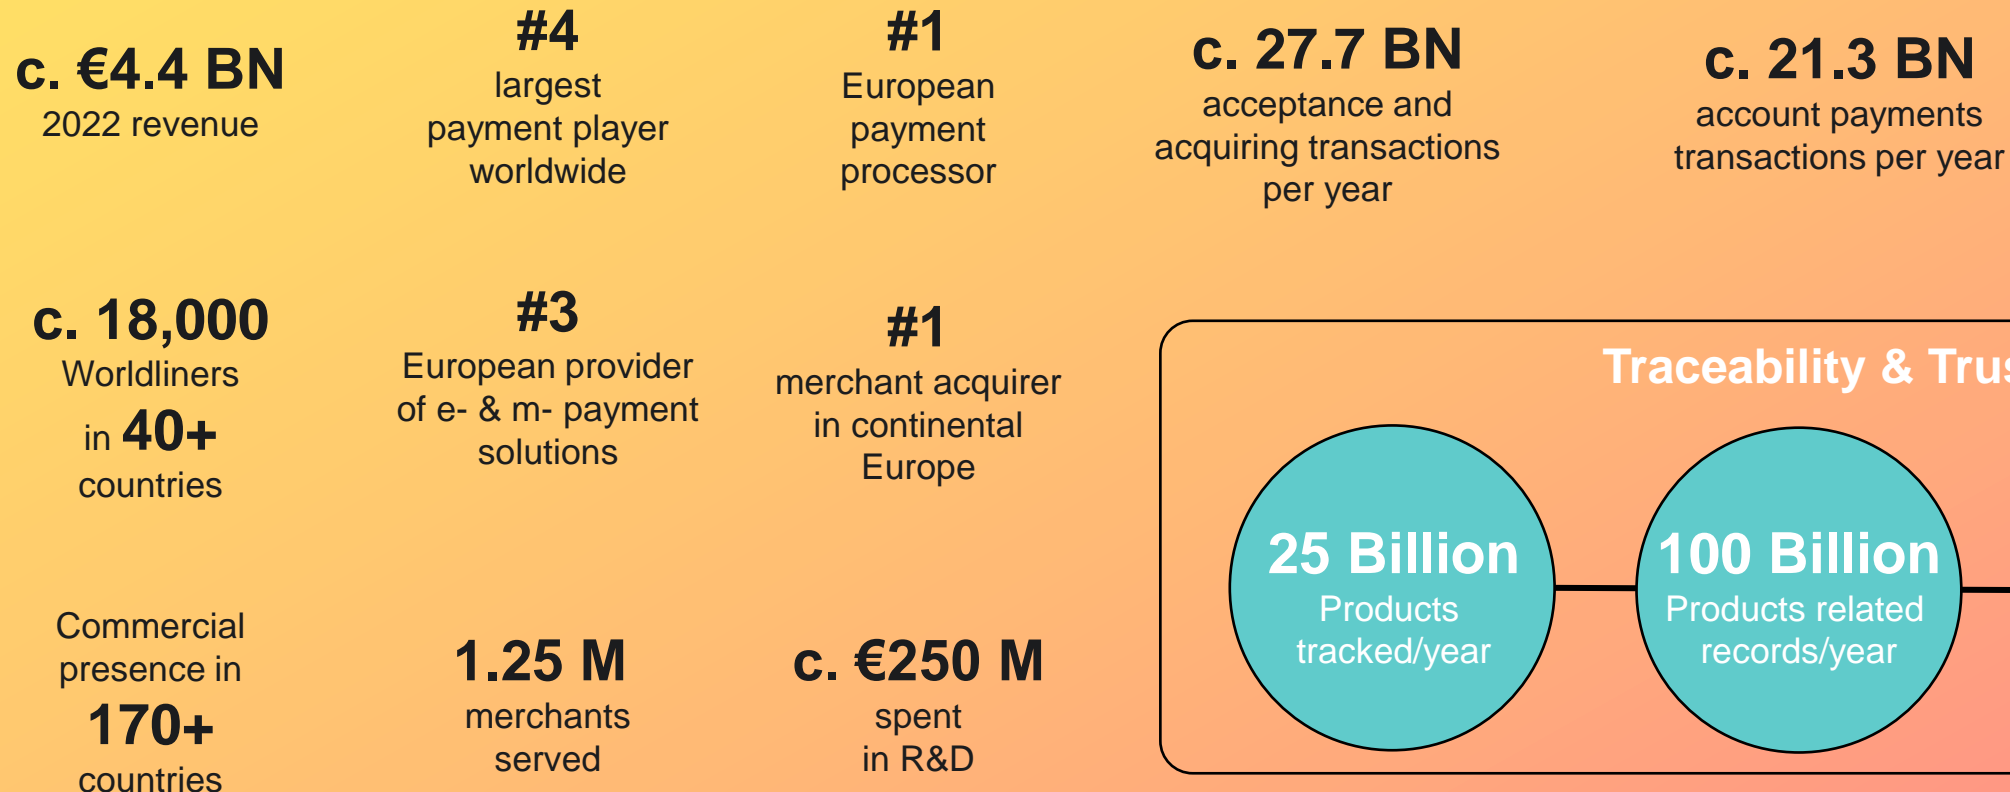 c. €4.4 BN
2022 revenue
#4
largest
payment player
worldwide
#1
European
payment
processor
c. 27.7 BN
acceptance and
acquiring transactions
per year
c. 21.3 BN
account payments
transactions per year
c. 18,000
Worldliners
in 40+
countries
#3
European provider
of e- & m- payment
solutions
#1
merchant acquirer
in continental
Europe
Commercial
presence in
170+
countries
1.25 M
merchants
served
c. €250 M
spent
in R&D
Traceability & Trus
25 Billion
Products
tracked/year
100 Billion
Products related
records/year